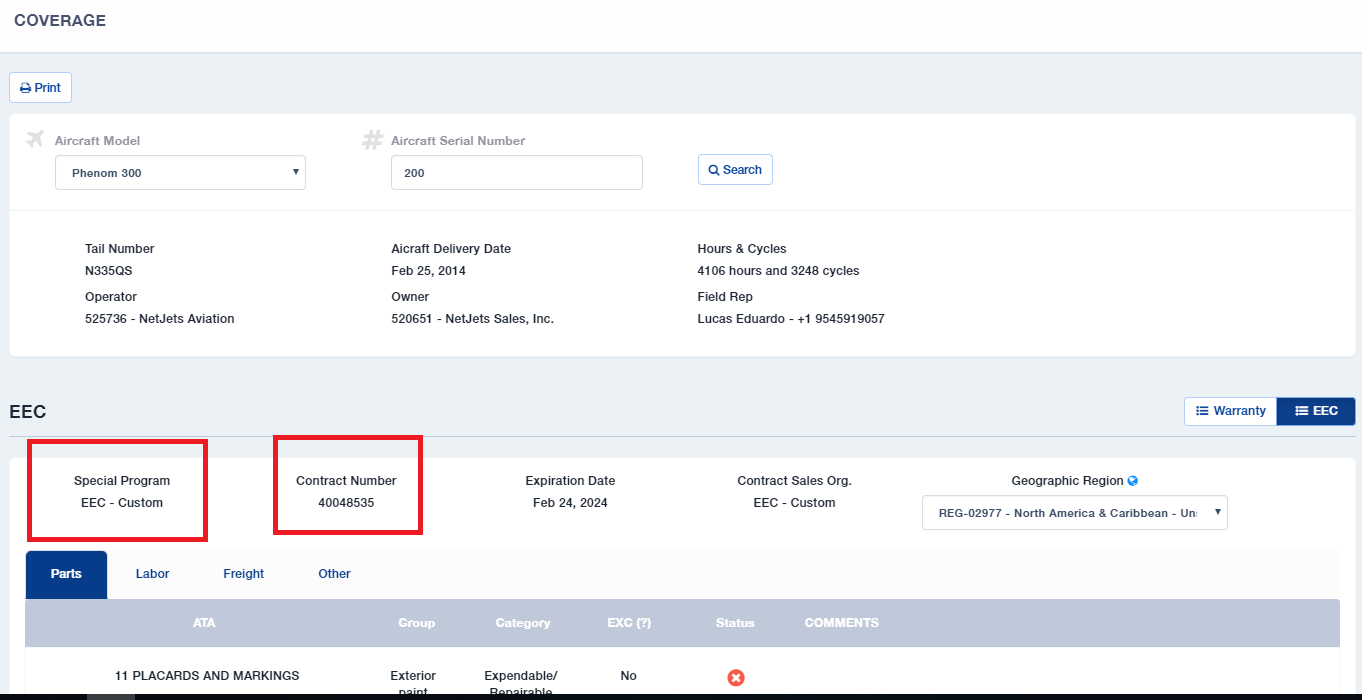 COVERAGE
Print
Aircraft Model
Aircraft Serial Number
Phenom 300
200
Search
Tail Number
Aicraft Delivery Date
Hours & Cycles
N335QS
Feb 25, 2014
4106 hours and 3248 cycles
Operator
Owner
Field Rep
525736 - NetJets Aviation
520651 - NetJets Sales, Inc.
Lucas Eduardo - +1 9545919057
EEC
Warranty
EEC
Special Program
Contract Number
Expiration Date
Contract Sales Org.
Geographic Region
EEC - Custom
40048535
Feb 24, 2024
EEC - Custom
REG-02977 - North America & Caribbean - Un
Parts
Labor
Freight
Other
ATA
Group
Category
EXC (?)
Status
COMMENTS
11 PLACARDS AND MARKINGS
Exterior
paint
Expendable/
Repairable
No